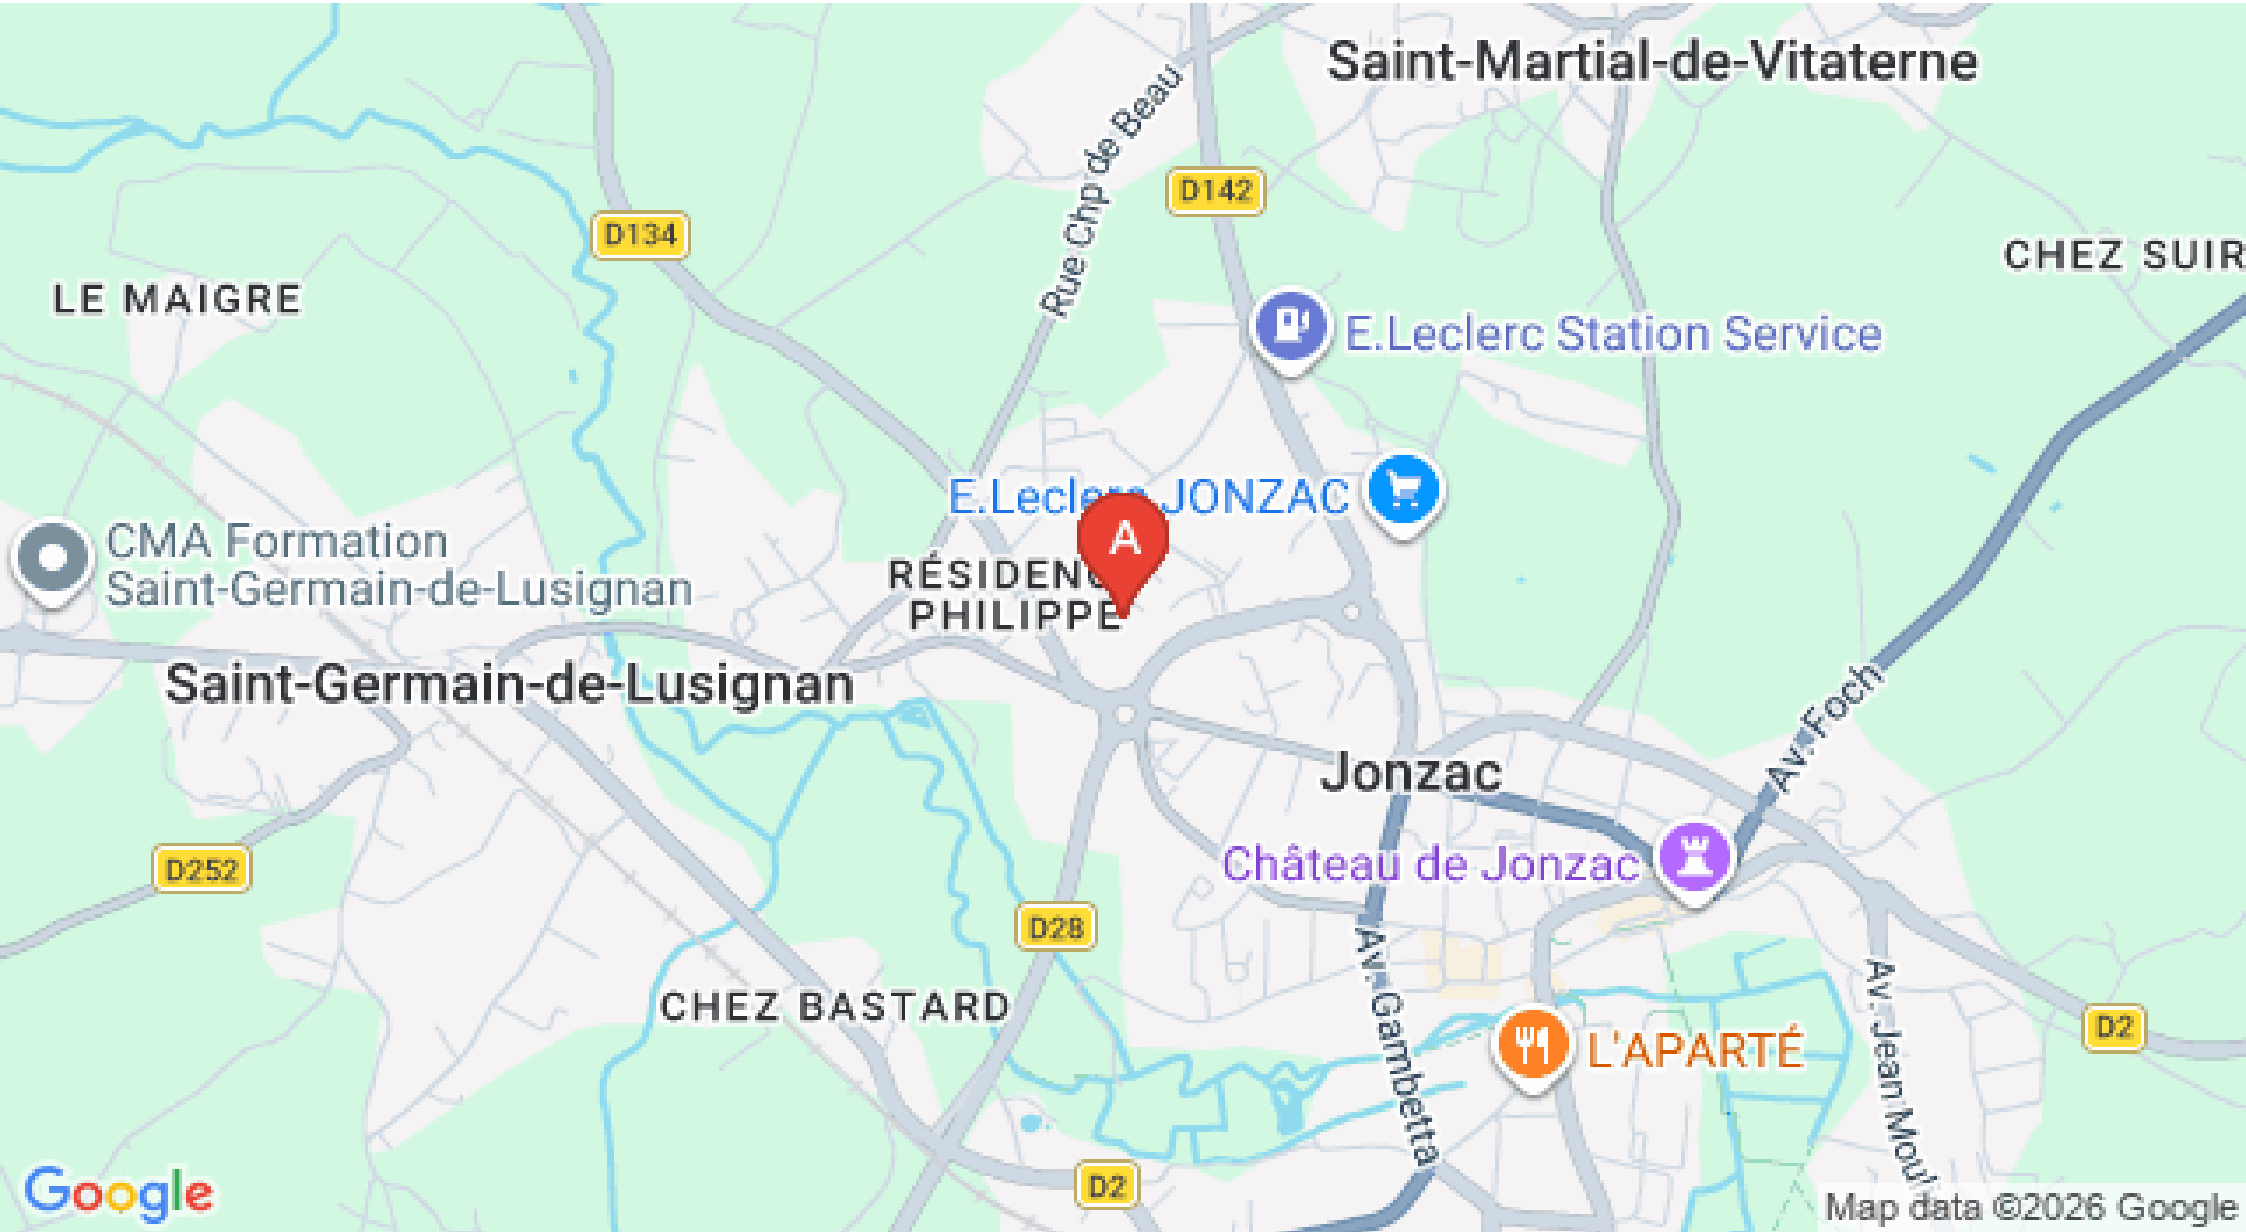 Saint-Martial-de-Vitaterne
Rue Chp de Beau
D142
D134
CHEZ SUIR
LE MAIGRE
E.Leclerc Station Service
E.Leclerc JONZAC
A
CMA Formation
Saint-Germain-de-Lusignan
RÉSIDENC
PHILIPPE
Saint-Germain-de-Lusignan
Av. Foch
Jonzac
Château de Jonzac
D252
D28
CHEZ BASTARD
Av. Gambetta
Av. Jean Moul
L'APARTÉ
D2
D2
Google
Map data ©2026 Google